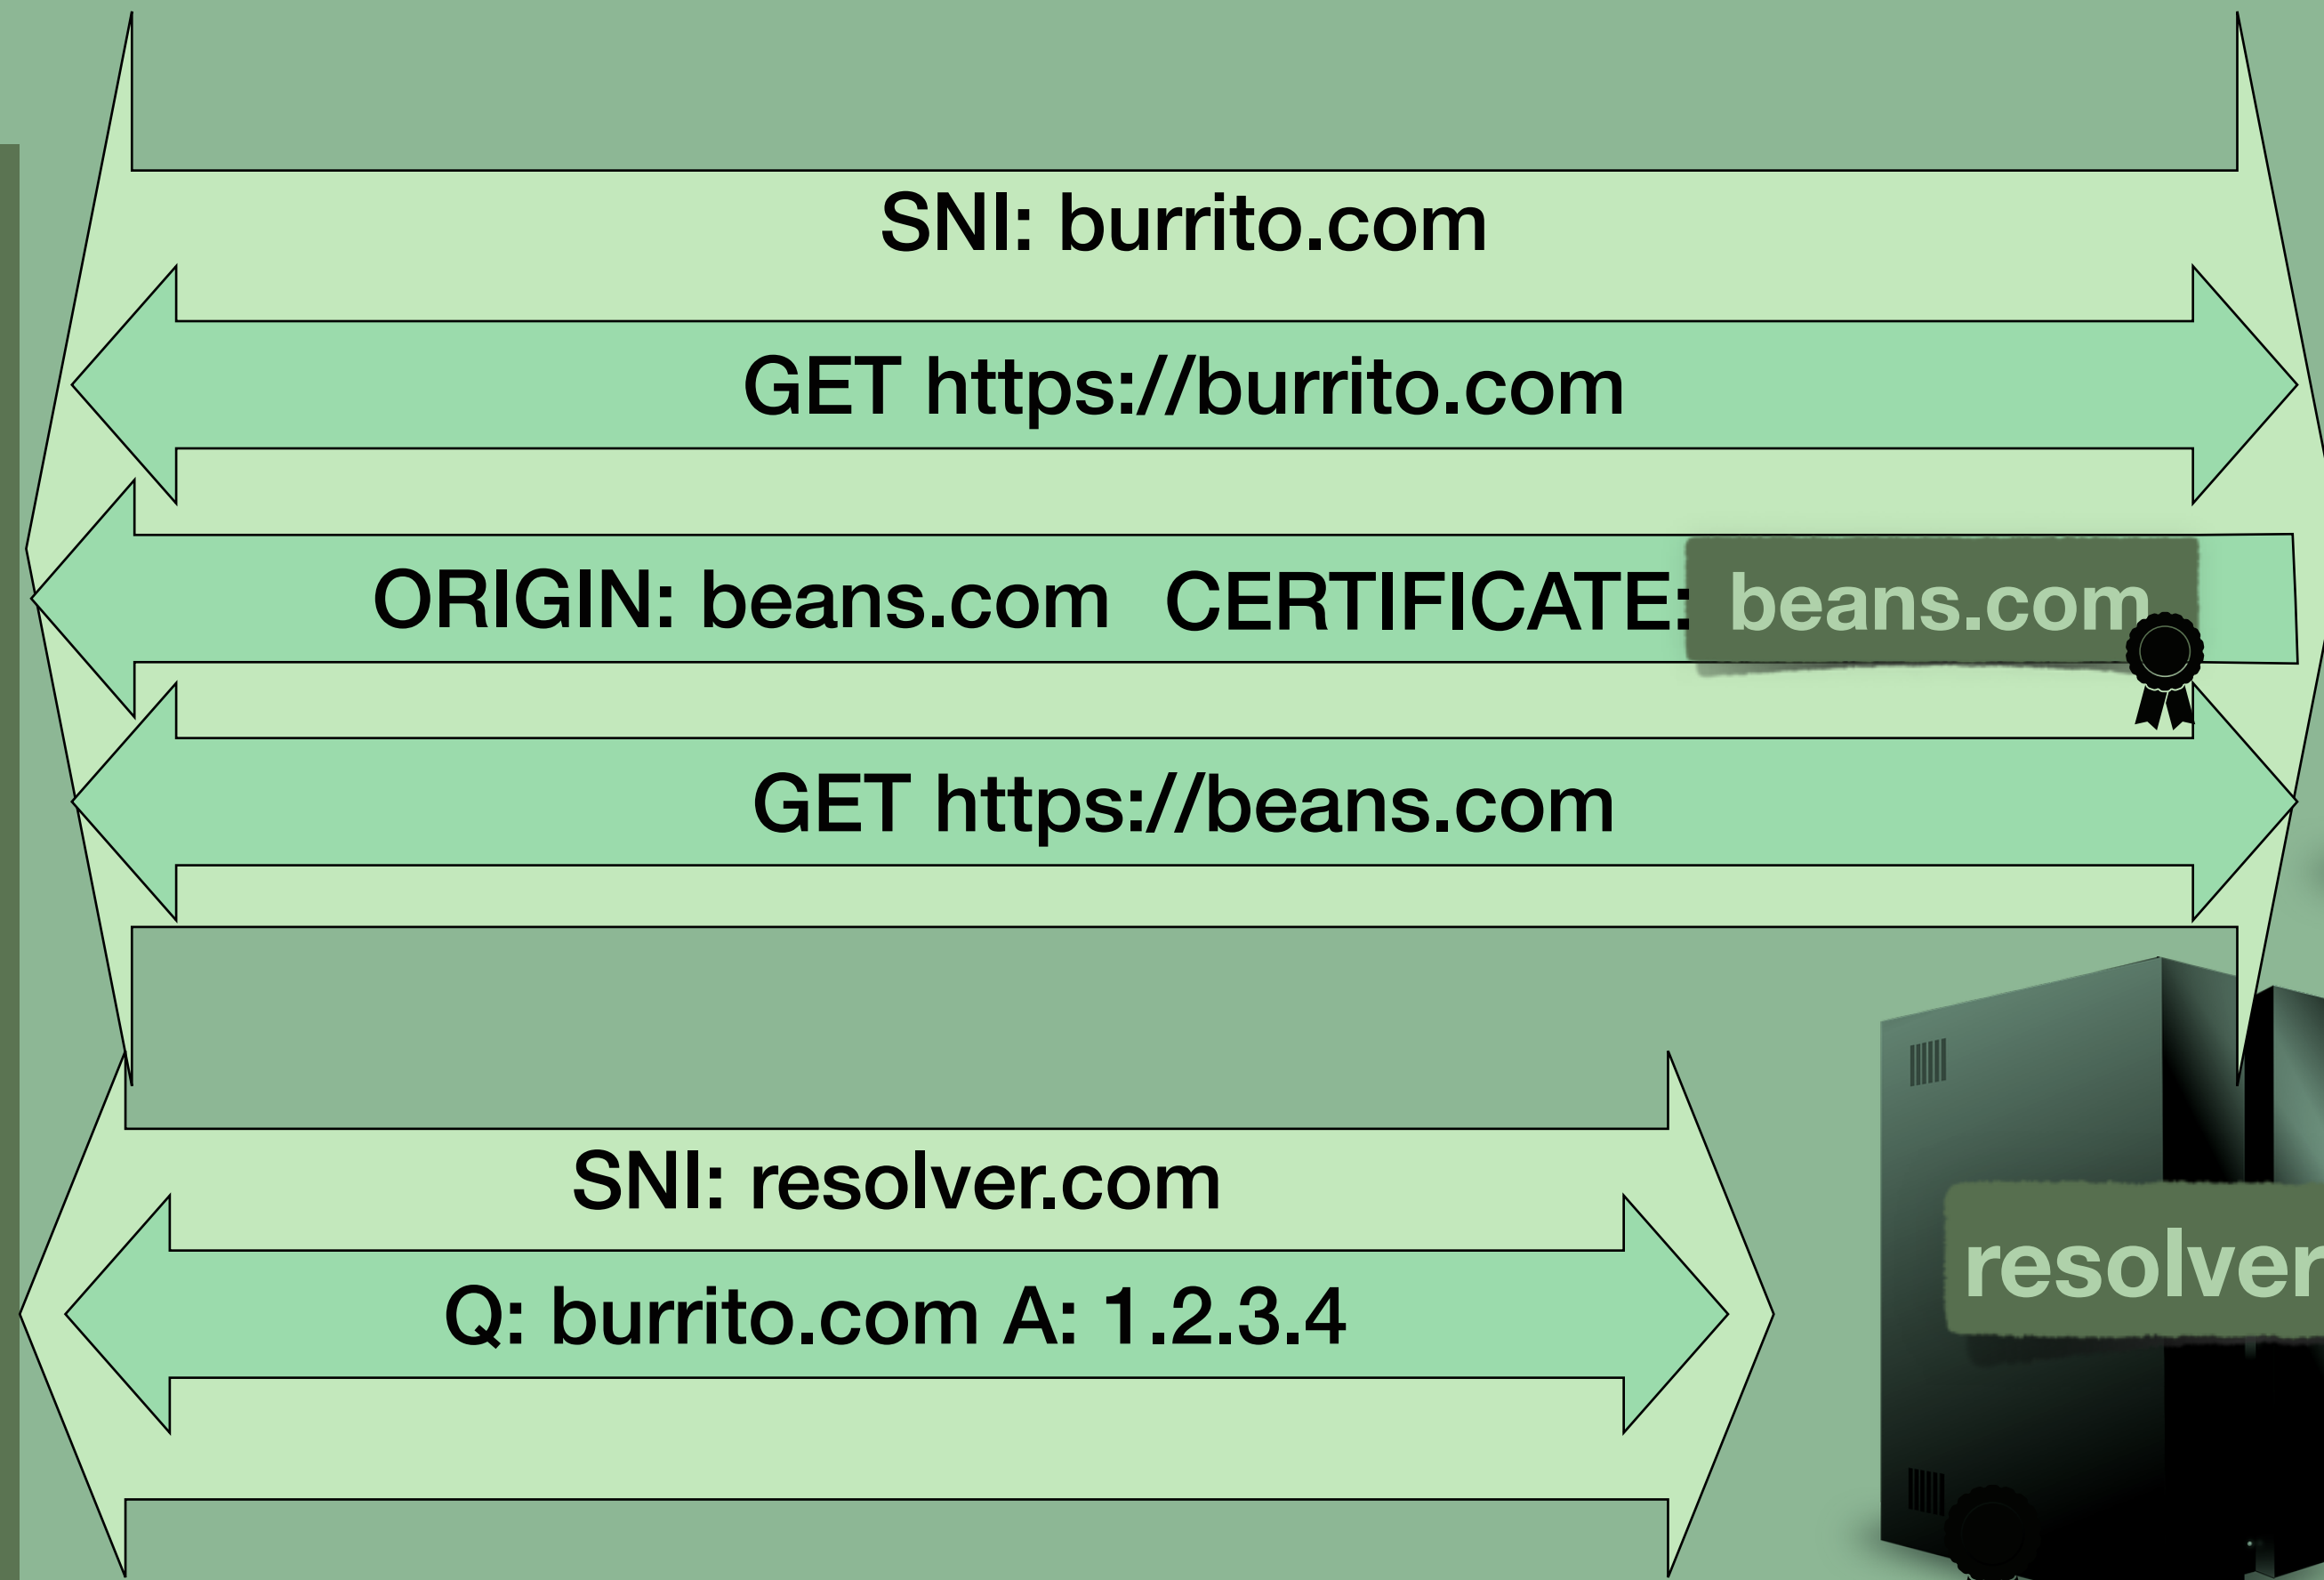 SNI: burrito.com
GET https://burrito.com
ORIGIN: beans.com CERTIFICATE: beans.com
GET https://beans.com
SNI: resolver.com
Q: burrito.com A: 1.2.3.4
resolver